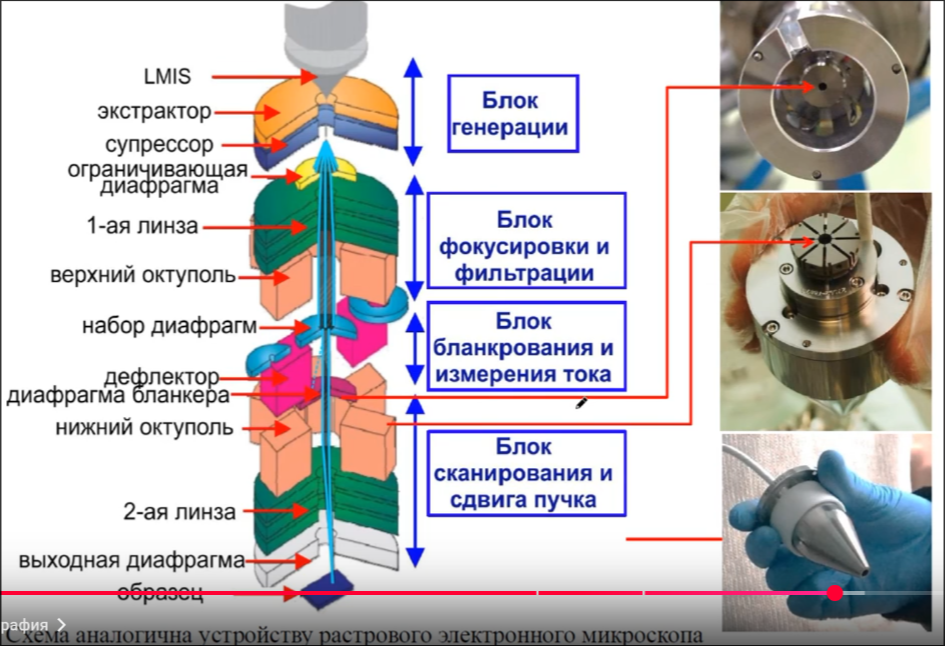 LMIS
экстрактор
супрессор
ограничивающая
диафрагма
1-ая линза
верхний октуполь
набор диафрагм
дефлектор
диафрагма бланкера
нижний октуполь
2-ая линза
выходная диафрагма
образец
Блок
генерации
Блок
фокусировки и
фильтрации
Блок
бланкрования и
измерения тока
Блок
сканирования и
сдвига пучка
рафия
Схема аналогична устройству растрового электронного микроскопа